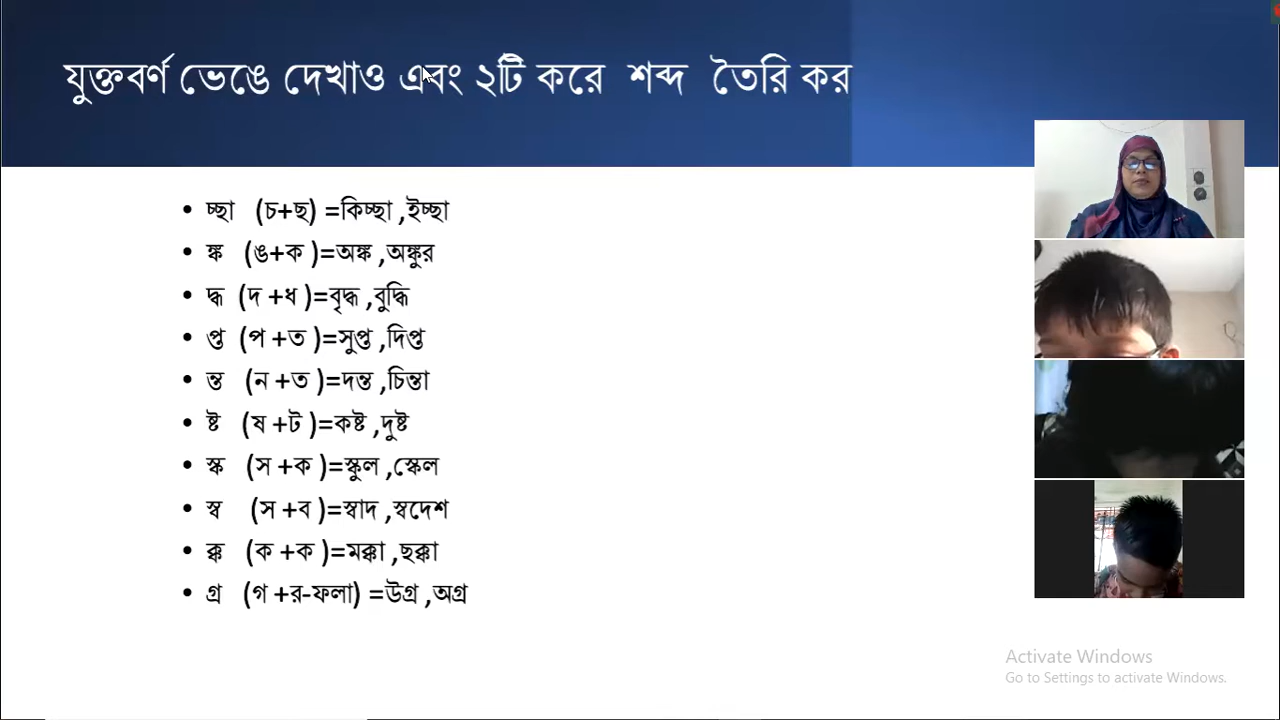 যুক্তবর্ণ ভেঙে দেখাও এবং ২টি করে শব্দ তৈরি কর
• চ্ছা (চ+ছ) =কিচ্ছা ,ইচ্ছা
• ঙ্ক (ঙ+ক )=অঙ্ক ,অঙ্কুর
• দ্ধ (দ +ধ )=বৃদ্ধ ,বুদ্ধি
• প্ত (প +ত )=সুপ্ত ,দিপ্ত
• ন্ত (ন +ত )=দন্ত ,চিন্তা
• ষ্ট (ষ +ট )=কষ্ট ,দুষ্ট
• স্ক (স +ক )=স্কুল ,স্কেল
• স্ব (স +ব )=স্বাদ ,স্বদেশ
• ক্ক (ক +ক )=মক্কা ,ছক্কা
• গ্র (গ +র-ফলা) =উগ্র ,অগ্র
Activate Windows
Go to Settings to activate Windows.